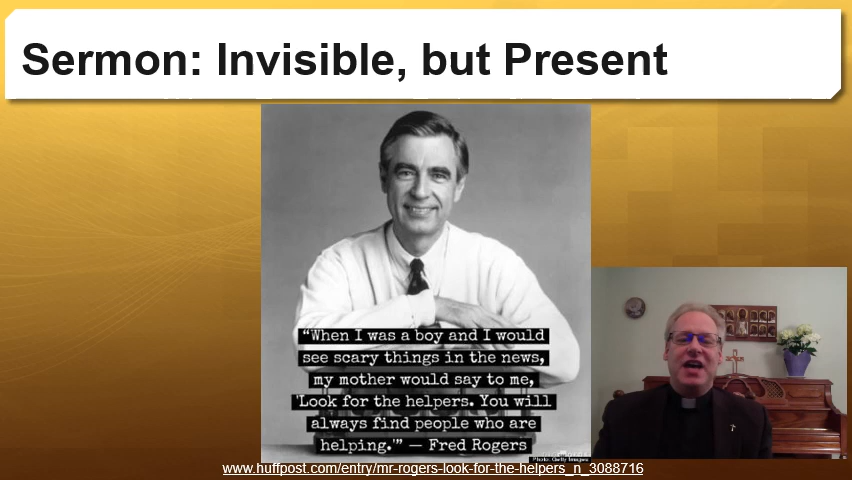 Sermon: Invisible, but Present
“When I was a boy and I would
see scary things in the news,
my mother would say to me,
'Look for the helpers. You will
always find people who are
helping.'” — Fred Rogers
Photo: Getty Images
www.huffpost.com/entry/mr-rogers-look-for-the-helpers_n_3088716